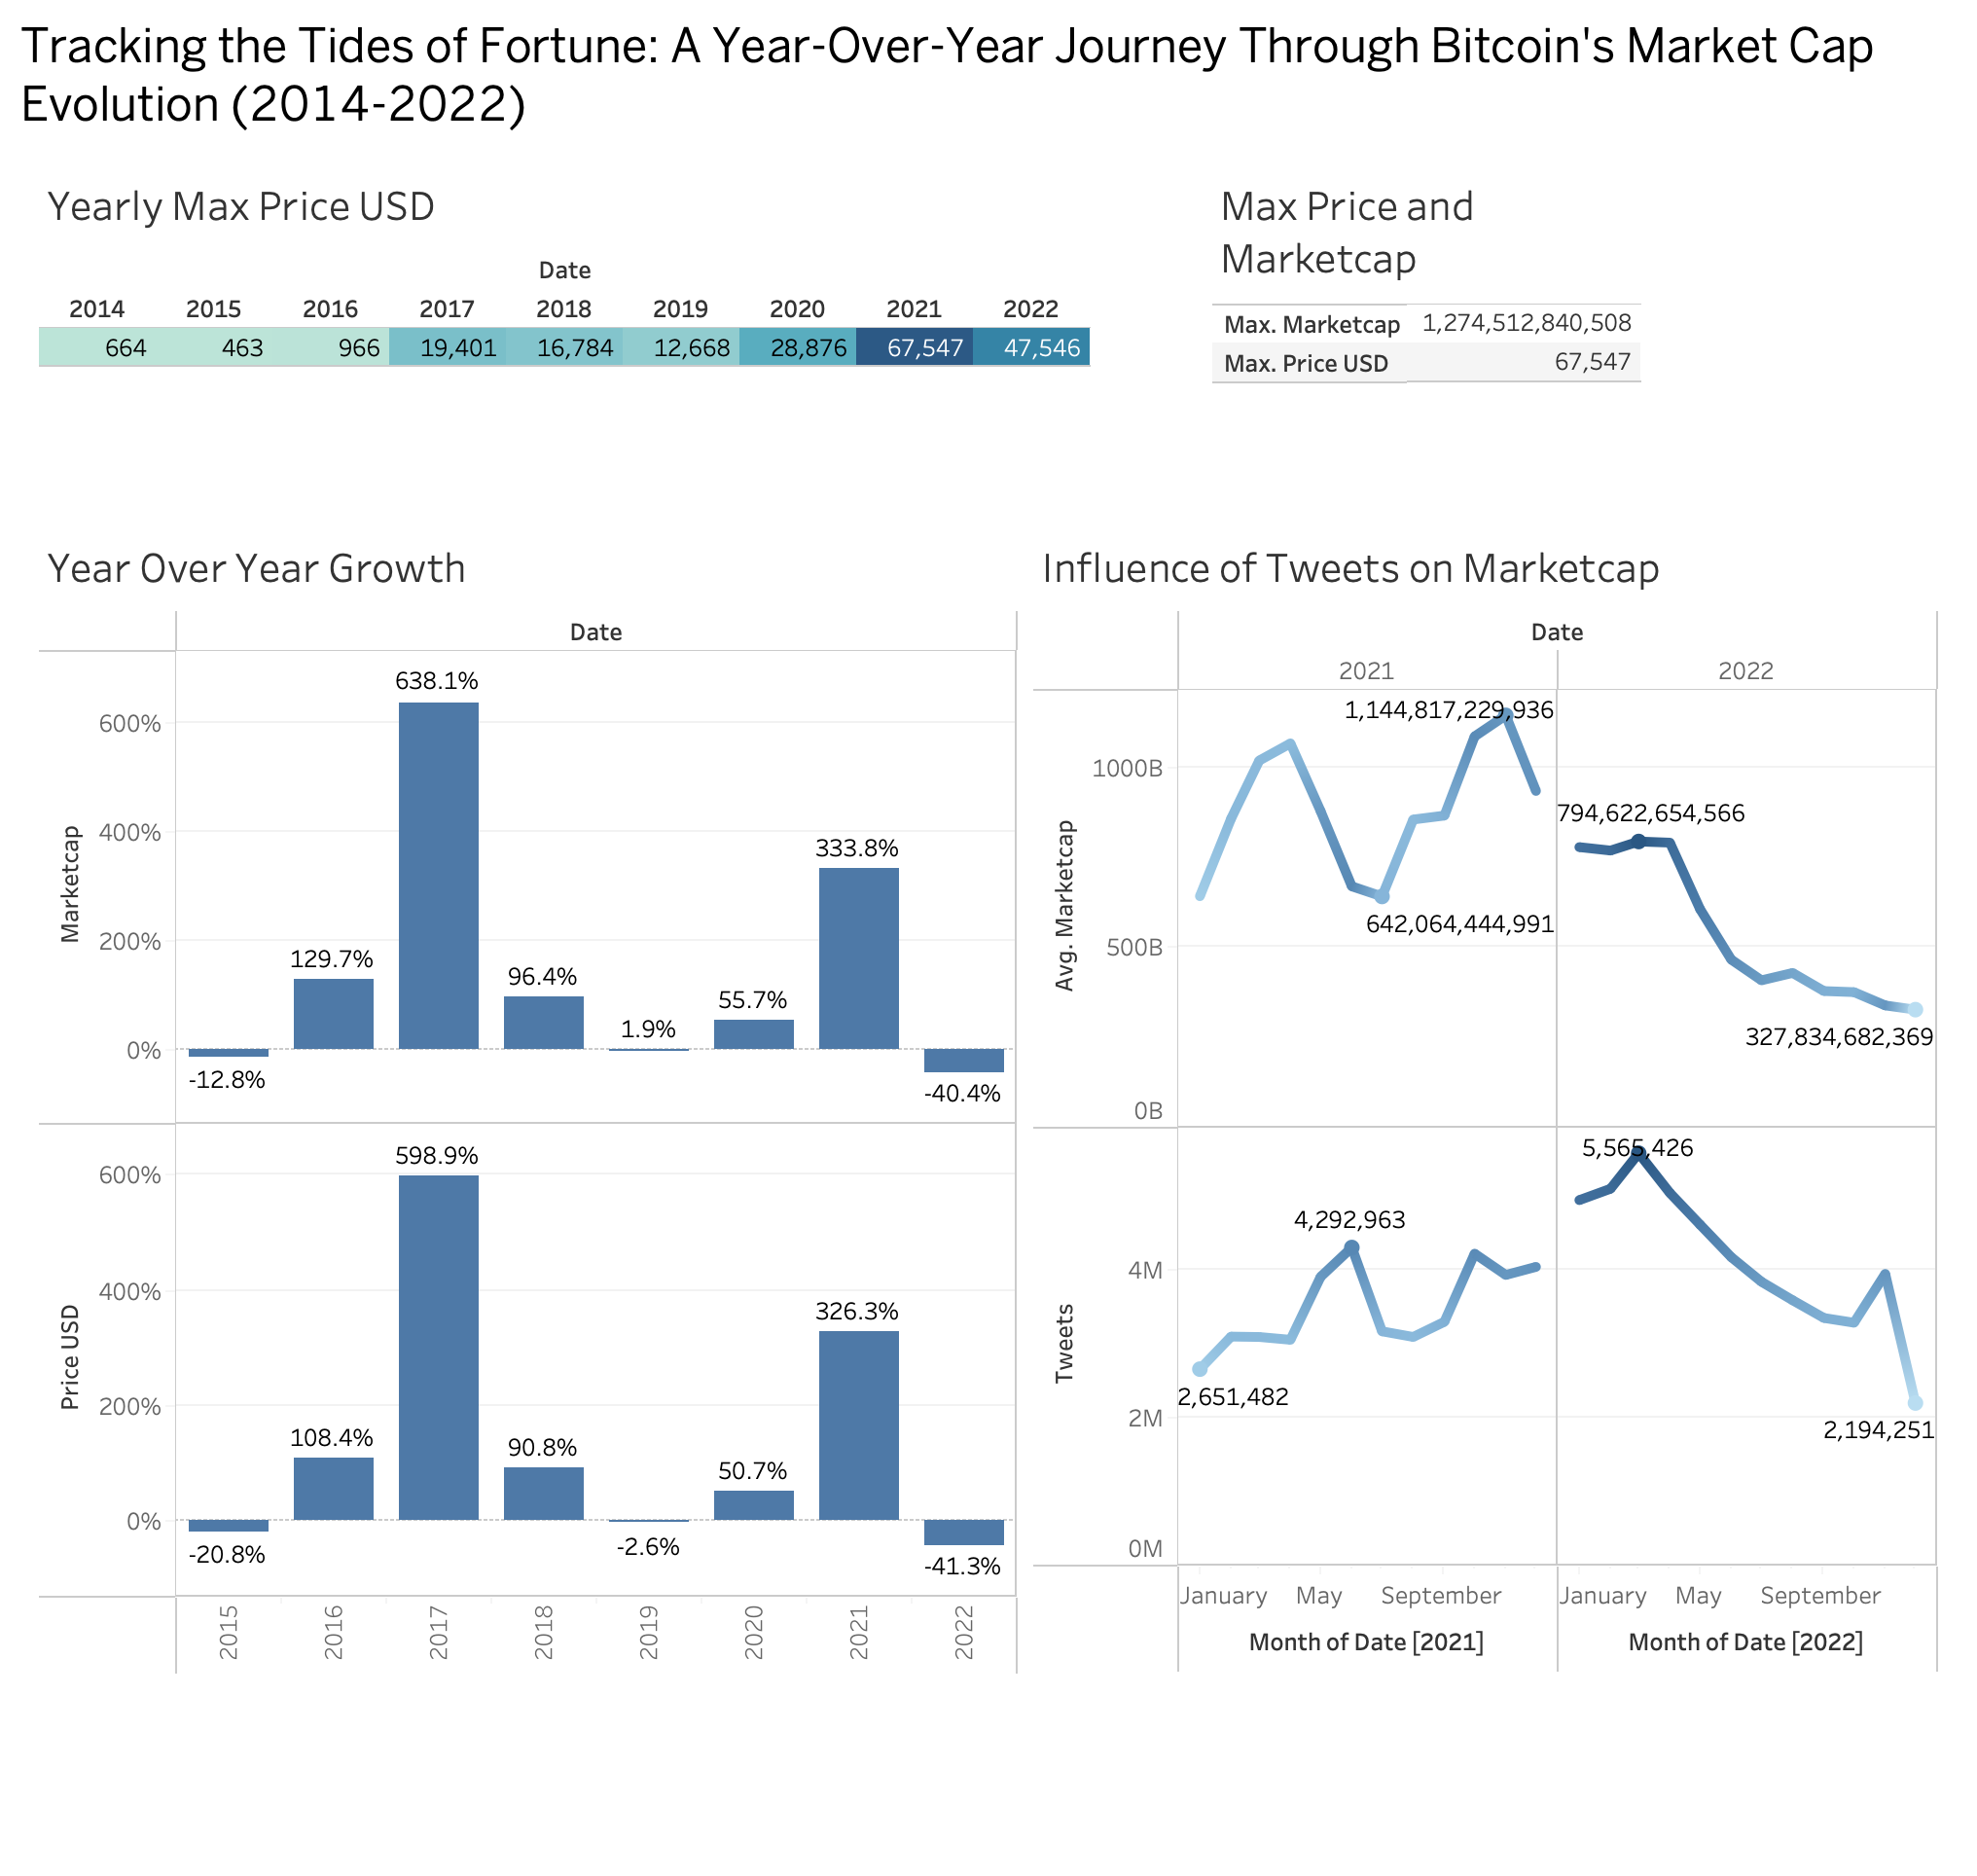 Tracking the Tides of Fortune: A Year-Over-Year Journey Through Bitcoin's Market Cap
Evolution (2014-2022)
Yearly Max Price USD
Date
2014 2015 2016 2017 2018 2019 2020 2021 2022
664 463 966 19,401 16,784 12,668 28,876 67,547 47,546
Max Price and
Marketcap
Max. Marketcap 1,274,512,840,508
Max. Price USD 67,547
Year Over Year Growth
Date
Marketcap
600%
400%
200%
0%
-12.8%
129.7%
638.1%
96.4%
1.9%
55.7%
333.8%
-40.4%
Price USD
600%
400%
200%
0%
-20.8%
108.4%
598.9%
90.8%
-2.6%
50.7%
326.3%
-41.3%
2015
2016
2017
2018
2019
2020
2021
2022
Influence of Tweets on Marketcap
Date
2021 2022
Avg. Marketcap
1000B
500B
0B
1,144,817,229,936
642,064,444,991
794,622,654,566
327,834,682,369
Tweets
4M
2M
0M
2,651,482
4,292,963
5,565,426
2,194,251
January May September January May September
Month of Date [2021] Month of Date [2022]